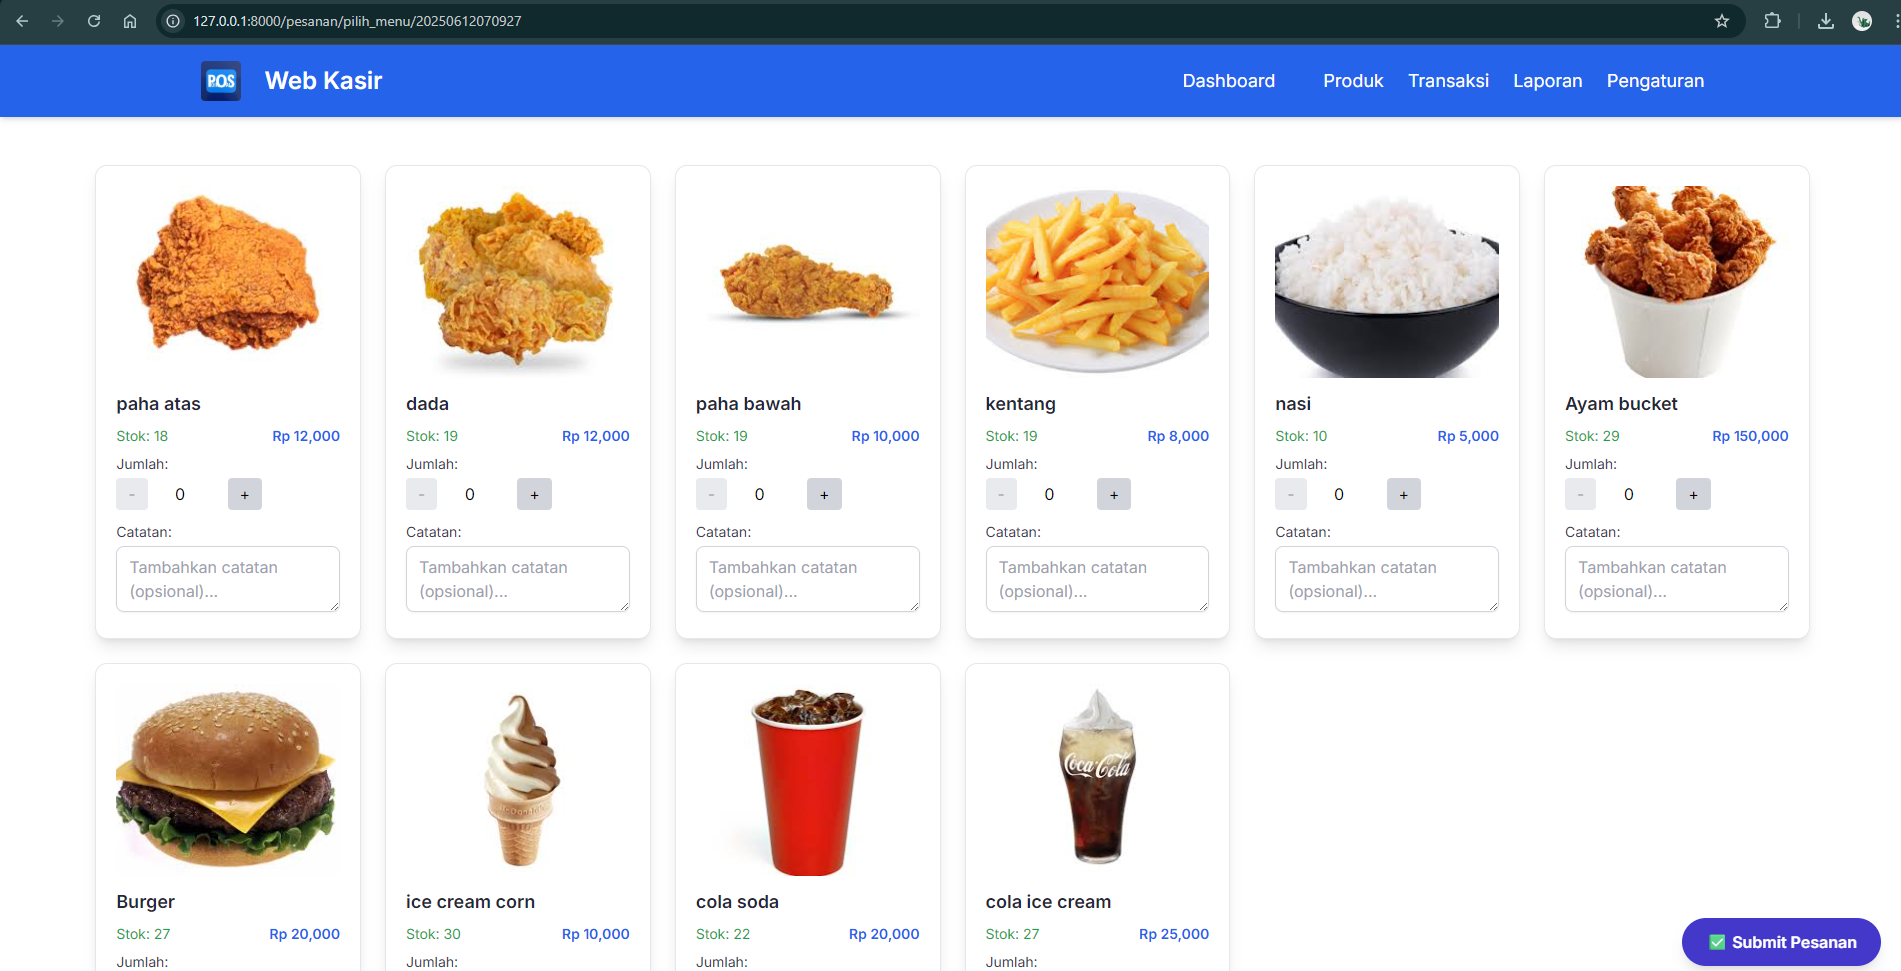 127.0.0.1:8000/pesanan/pilih_menu/20250612070927
POS
Web Kasir
Dashboard
Produk
Transaksi
Laporan
Pengaturan
paha atas
Stok: 18
Rp 12,000
Jumlah:
- 0 +
Catatan:
Tambahkan catatan
(opsional)...
dada
Stok: 19
Rp 12,000
Jumlah:
- 0 +
Catatan:
Tambahkan catatan
(opsional)...
paha bawah
Stok: 19
Rp 10,000
Jumlah:
- 0 +
Catatan:
Tambahkan catatan
(opsional)...
kentang
Stok: 19
Rp 8,000
Jumlah:
- 0 +
Catatan:
Tambahkan catatan
(opsional)...
nasi
Stok: 10
Rp 5,000
Jumlah:
- 0 +
Catatan:
Tambahkan catatan
(opsional)...
Ayam bucket
Stok: 29
Rp 150,000
Jumlah:
- 0 +
Catatan:
Tambahkan catatan
(opsional)...
Burger
Stok: 27
Rp 20,000
Jumlah:
ice cream corn
Stok: 30
Rp 10,000
Jumlah:
cola soda
Stok: 22
Rp 20,000
Jumlah:
Coca-Cola
cola ice cream
Stok: 27
Rp 25,000
Jumlah:
✅ Submit Pesanan